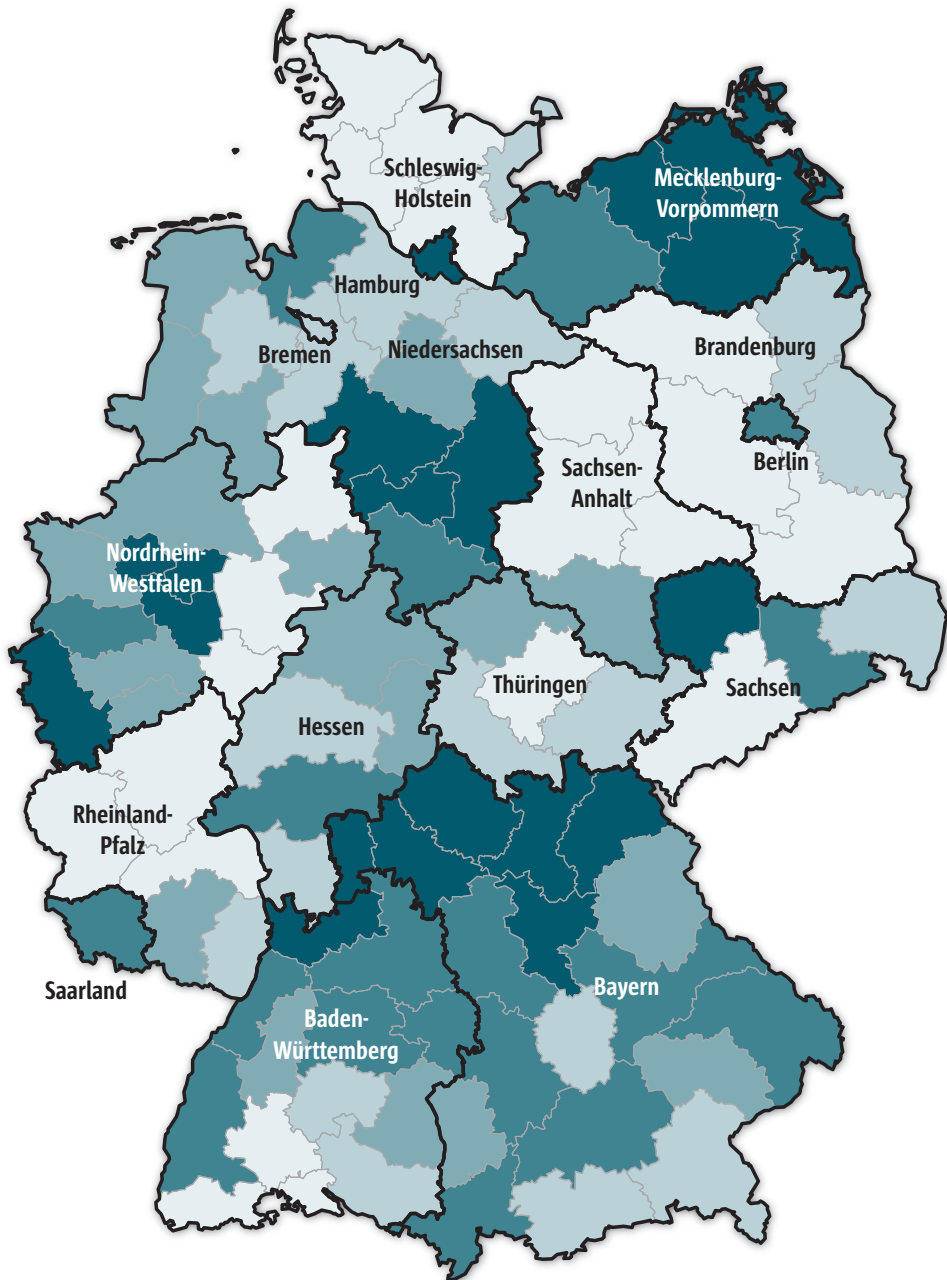 Schleswig-
Holstein
Mecklenburg-
Vorpommern
Hamburg
Bremen
Niedersachsen
Brandenburg
Berlin
Sachsen-
Anhalt
Nordrhein-
Westfalen
Thüringen
Sachsen
Hessen
Rheinland-
Pfalz
Saarland
Bayern
Baden-
Württemberg